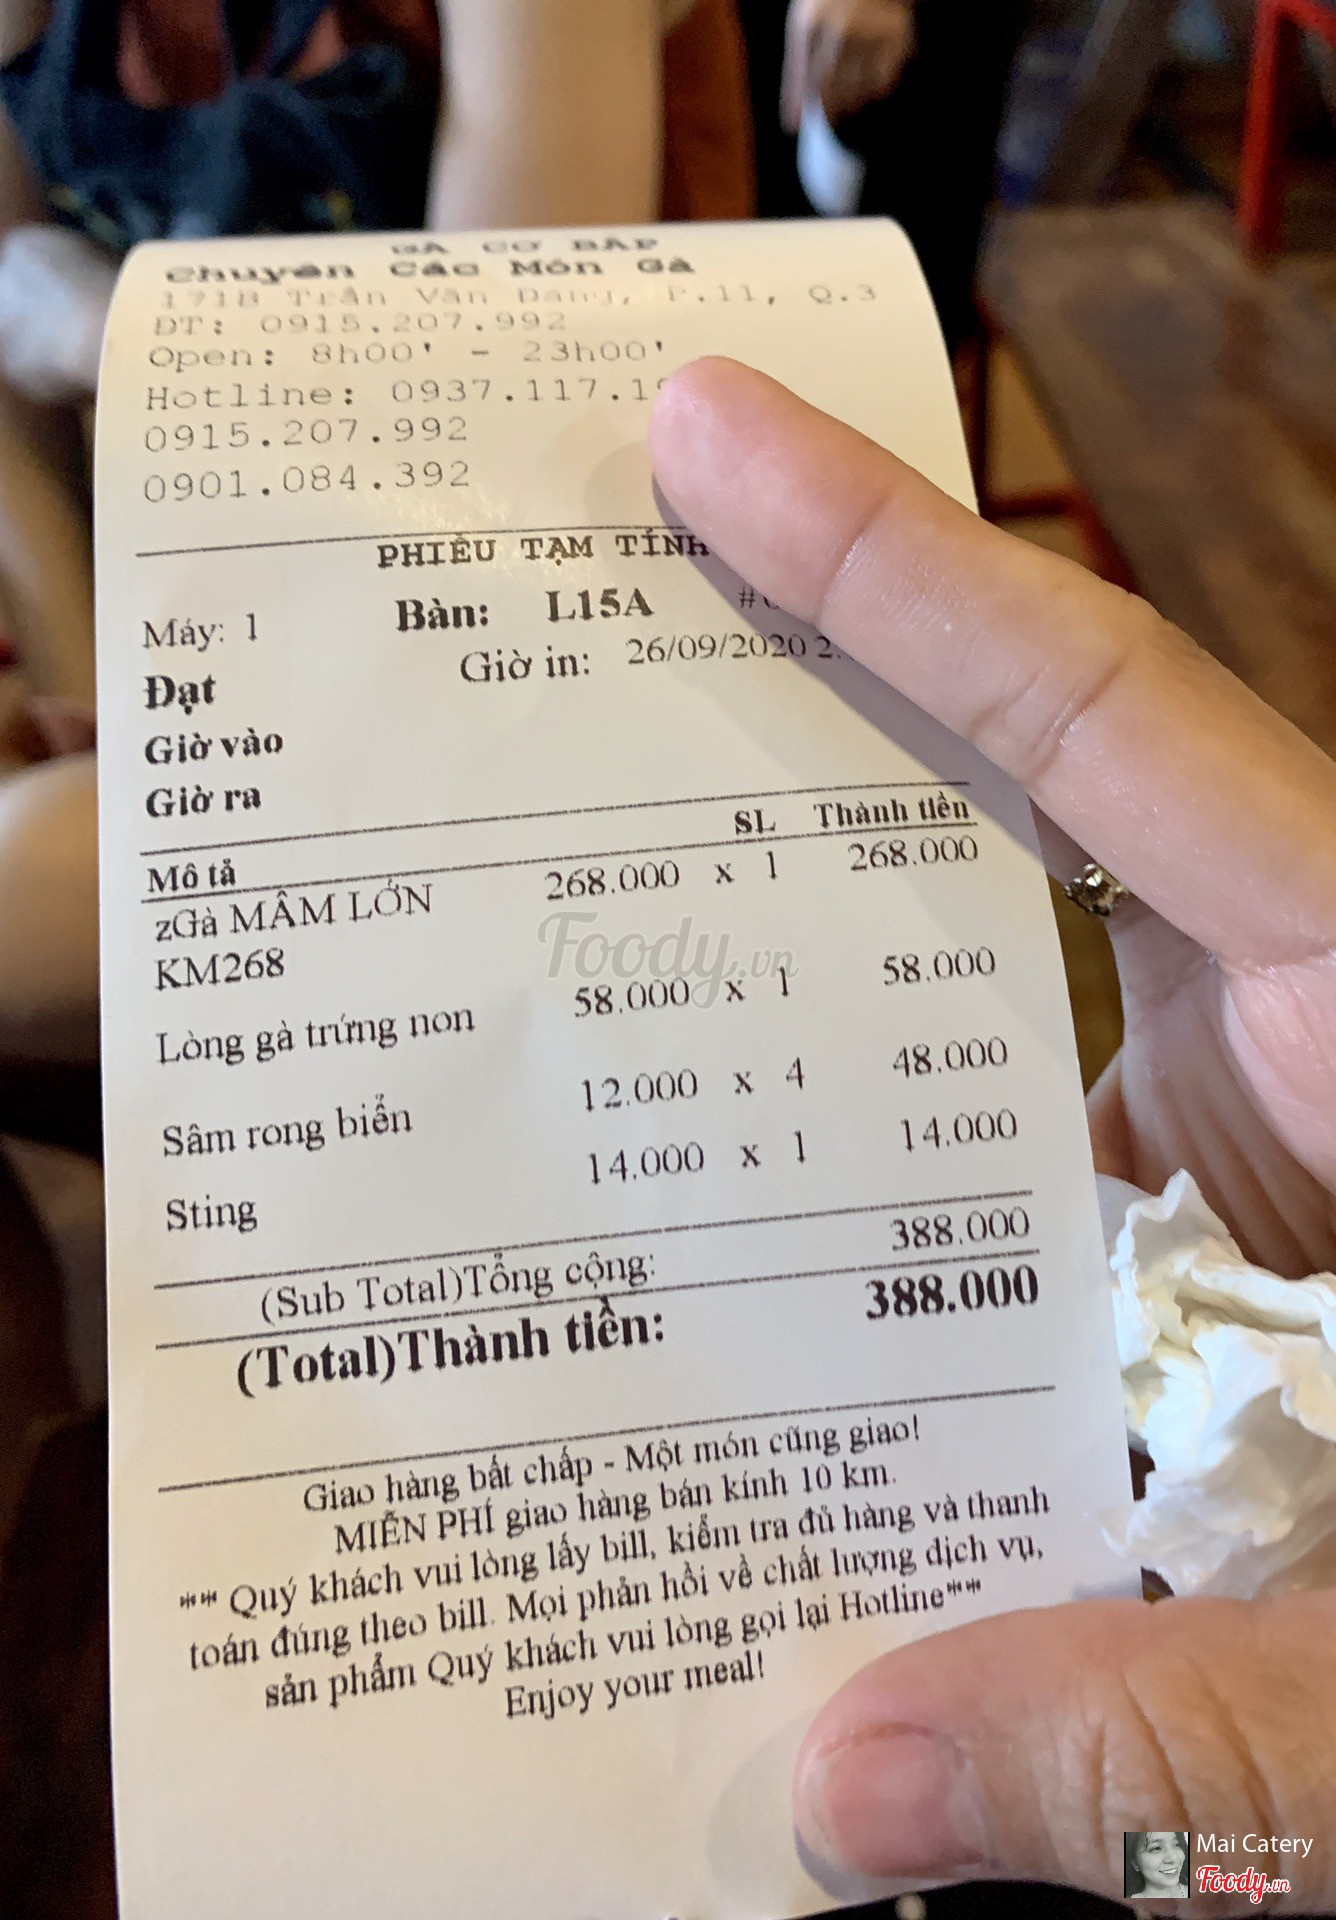 GÀ CƠ BẮP
Chuyên Các Món Gà
171B Trần Văn Đang, P.11, Q.3
ĐT: 0915.207.992
Open: 8h00' - 23h00'
Hotline: 0937.117.1
0915.207.992
0901.084.392
PHIẾU TẠM TÍNH
Máy: 1 Bàn: L15A #
Đạt Giờ in: 26/09/2020
Giờ vào
Giờ ra
Mô tả SL Thành tiền
zGà MÂM LỚN 268.000 x 1 268.000
KM268
Lòng gà trứng non 58.000 x 1 58.000
Sâm rong biển 12.000 x 4 48.000
Sting 14.000 x 1 14.000
(Sub Total)Tổng cộng: 388.000
(Total)Thành tiền: 388.000
Giao hàng bất chấp - Một món cũng giao!
MIỄN PHÍ giao hàng bán kính 10 km.
** Quý khách vui lòng lấy bill, kiểm tra đủ hàng và thanh
toán đúng theo bill. Mọi phản hồi về chất lượng dịch vụ,
sản phẩm Quý khách vui lòng gọi lại Hotline**
Enjoy your meal!
Foody.vn
Mai Catery
Foody.vn